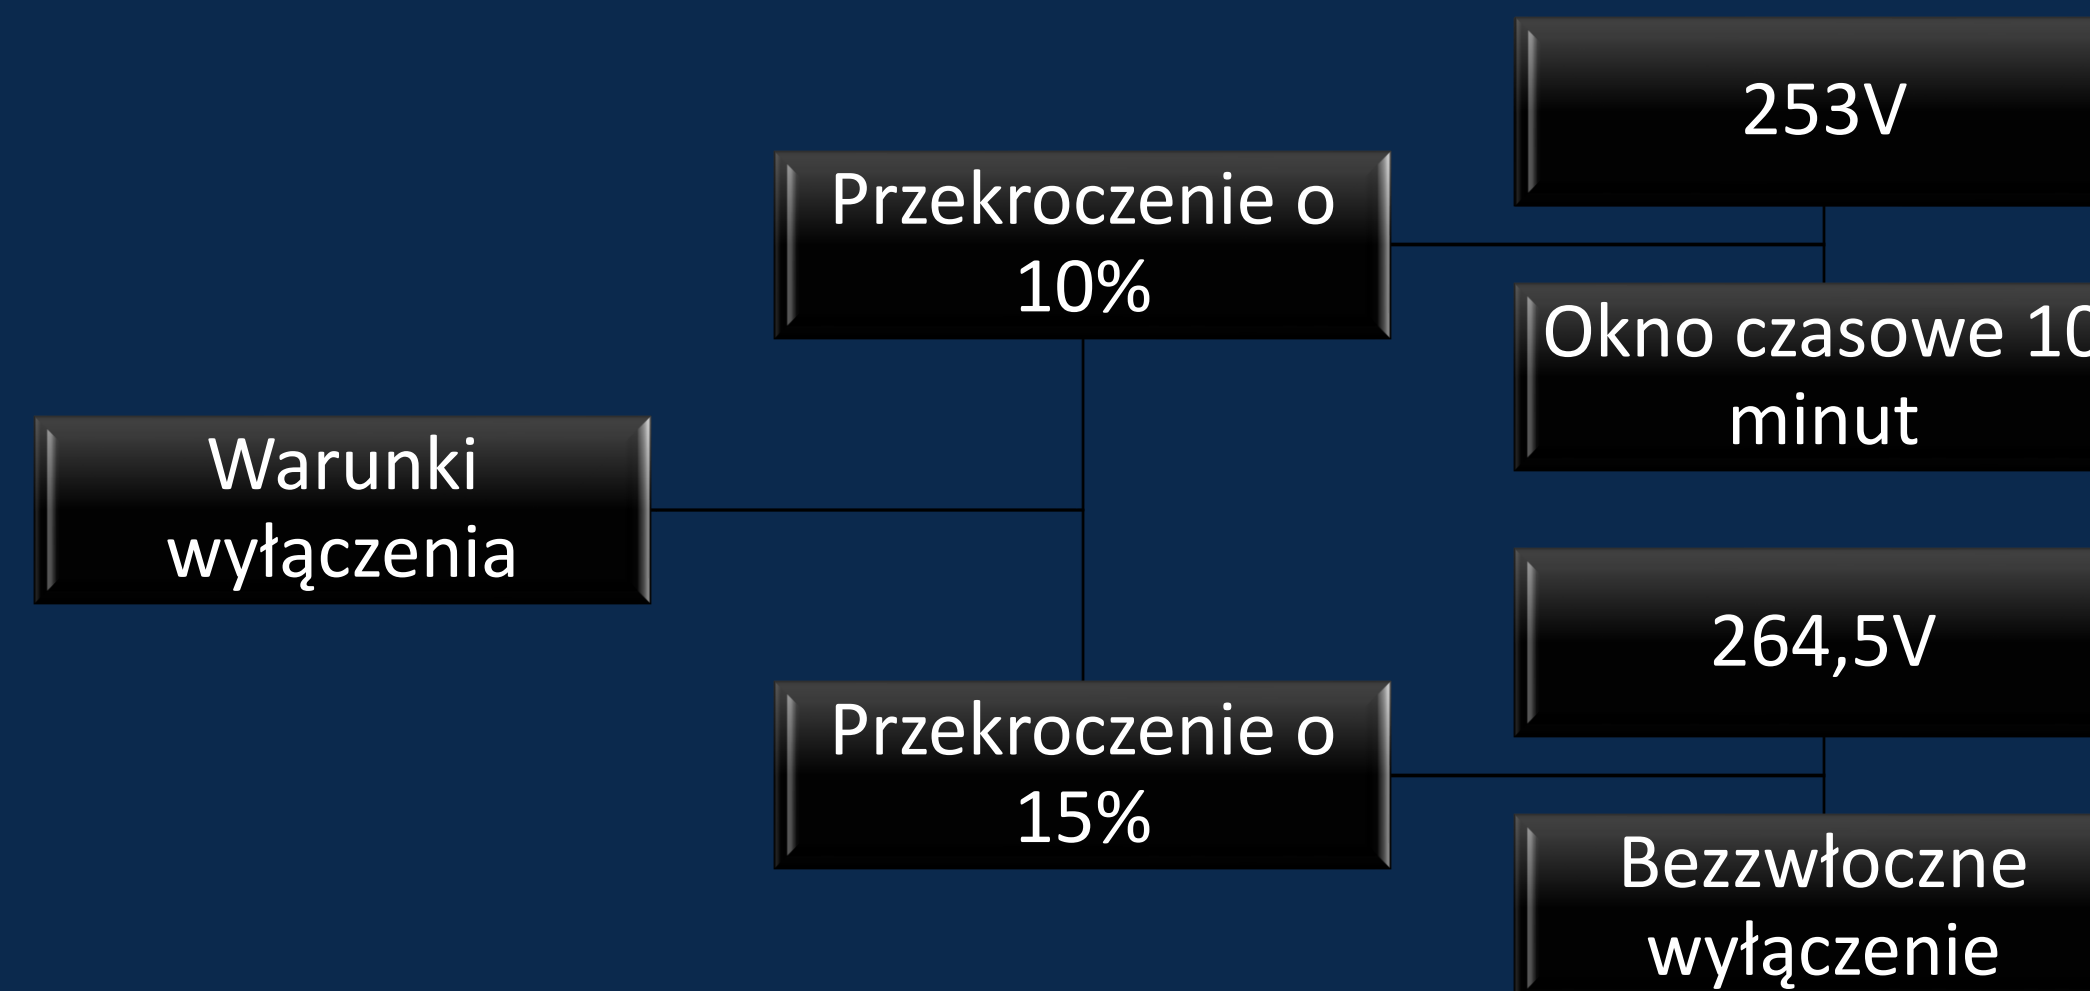 Warunki
wyłączenia
Przekroczenie o
10%
253V
Okno czasowe 10
minut
Przekroczenie o
15%
264,5V
Bezzwłoczne
wyłączenie